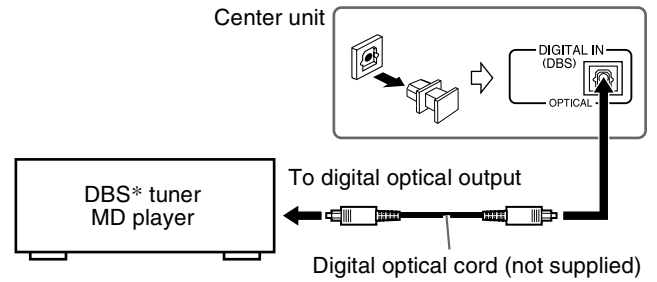 Center unit
DIGITAL IN
(DBS)
OPTICAL
DBS* tuner
MD player
To digital optical output
Digital optical cord (not supplied)